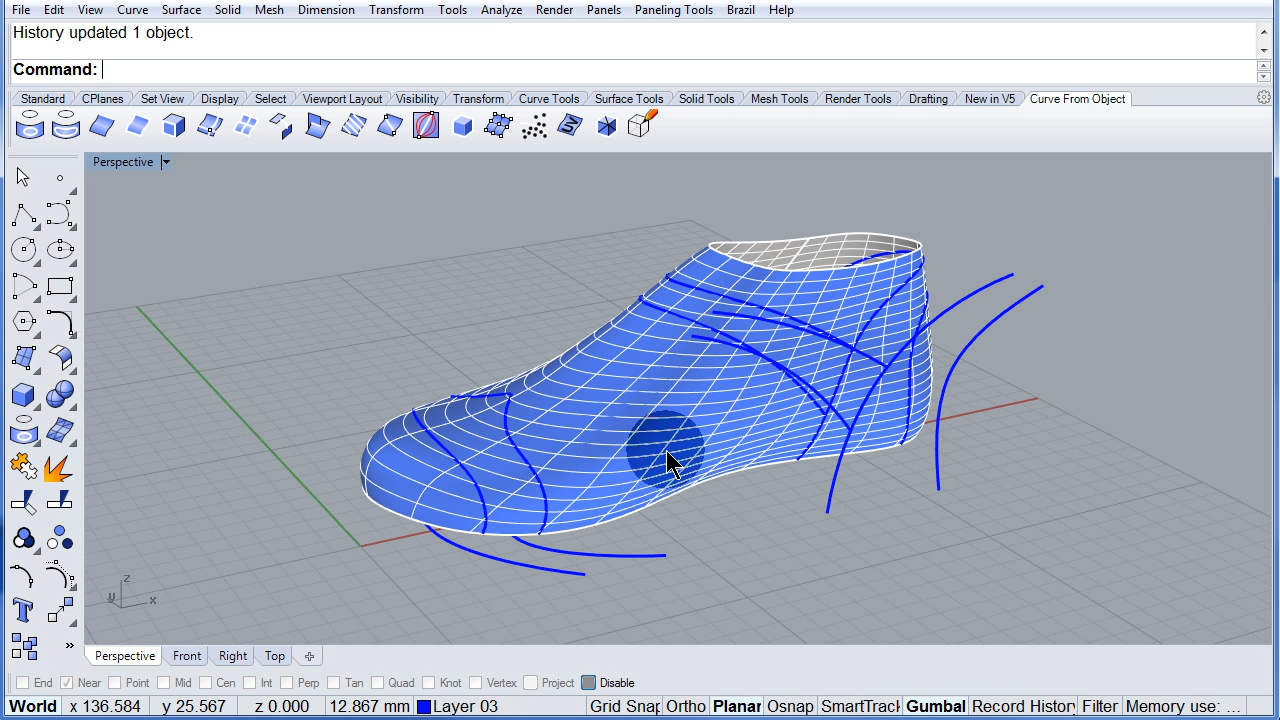 File Edit View Curve Surface Solid Mesh Dimension Transform Tools Analyze Render Panels Paneling Tools Brazil Help
History updated 1 object.
Command:
Standard CPlanes Set View Display Select Viewport Layout Visibility Transform Curve Tools Surface Tools Solid Tools Mesh Tools Render Tools Drafting New in V5 Curve From Object
UV
Perspective
T
»
z
y x
Perspective Front Right Top
End Near Point Mid Cen Int Perp Tan Quad Knot Vertex Project Disable
World x 136.584 y 25.567 z 0.000 12.867 mm Layer 03 Grid Snap Ortho Planar Osnap SmartTrack Gumbal Record History Filter Memory use: ...